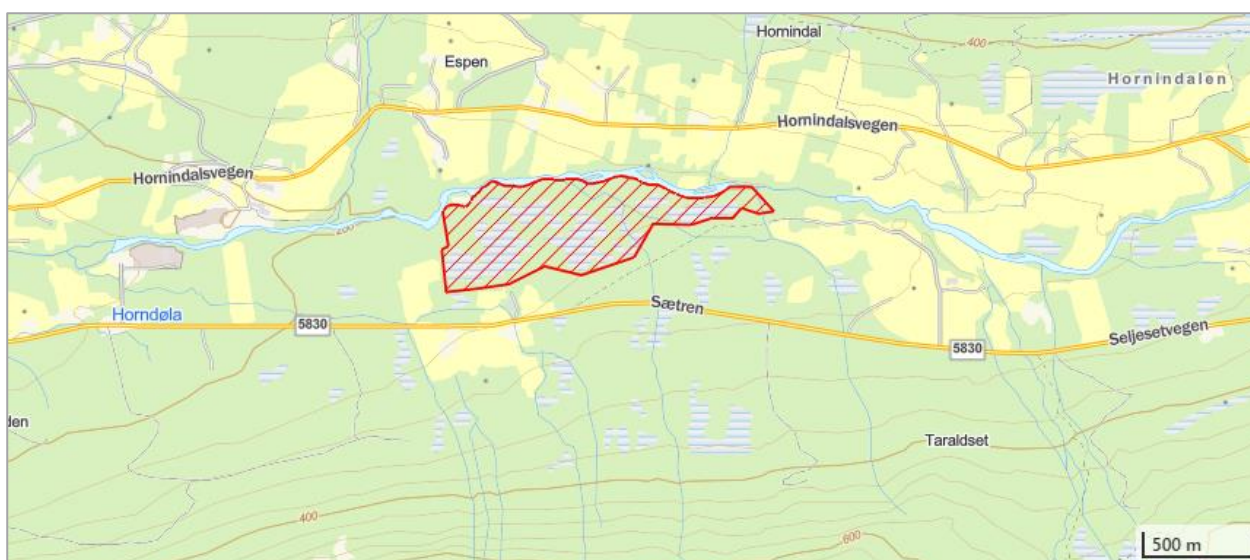 Hornindal
400
Espen
Hornindalen
Hornindalsvegen
Hornindalsvegen
200
Sætren
Horndøla
5830
Seljesetvegen
5830
den
Taraldset
400
600
500 m